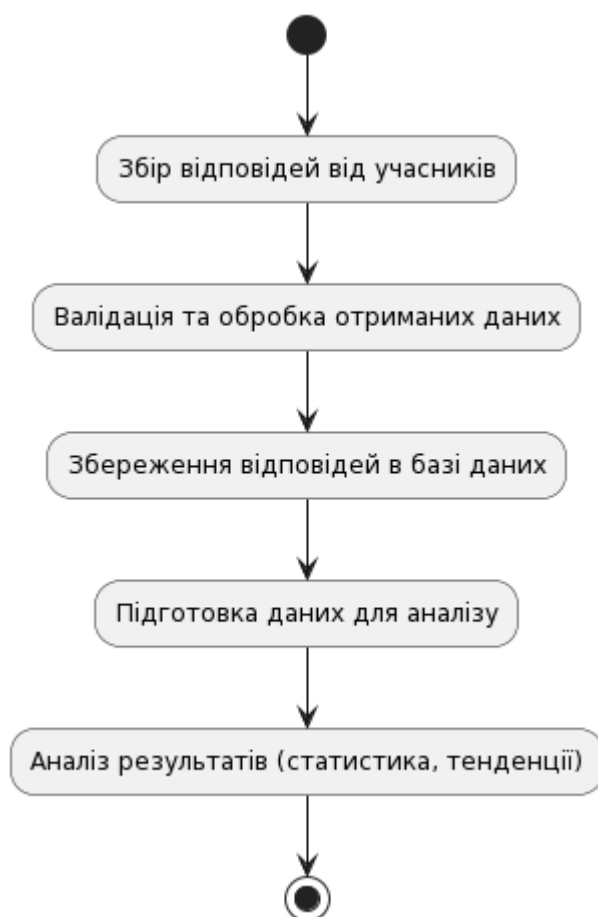 Збір відповідей від учасників
Валідація та обробка отриманих даних
Збереження відповідей в базі даних
Підготовка даних для аналізу
Аналіз результатів (статистика, тенденції)